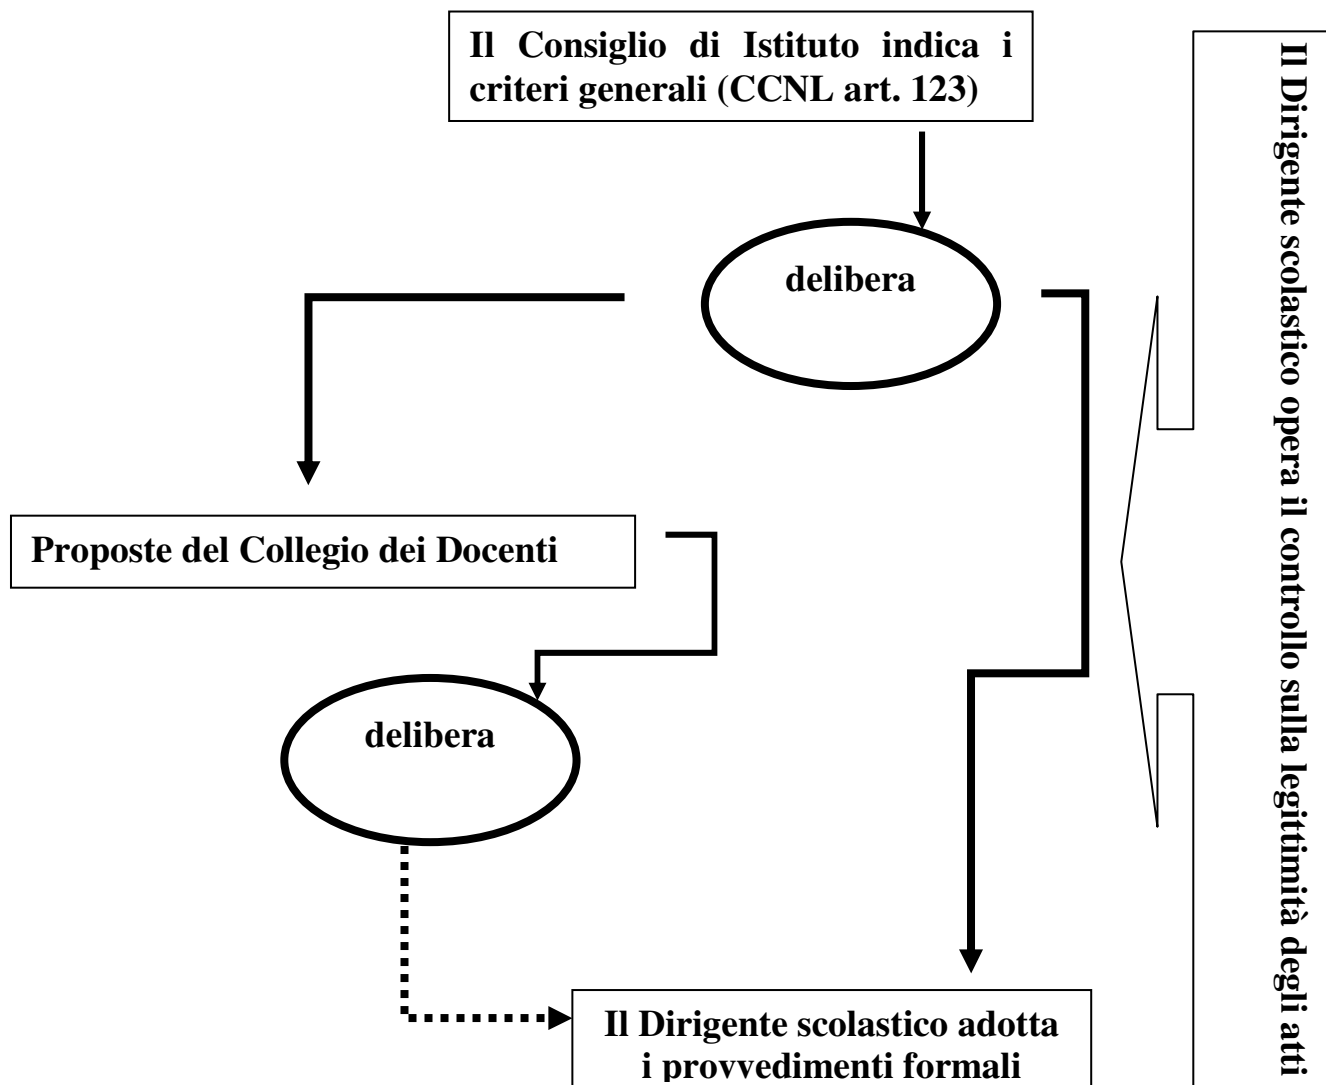 Il Consiglio di Istituto indica i
criteri generali (CCNL art. 123)
delibera
Proposte del Collegio dei Docenti
delibera
Il Dirigente scolastico adotta
i provvedimenti formali
Il Dirigente scolastico opera il controllo sulla legittimità degli atti